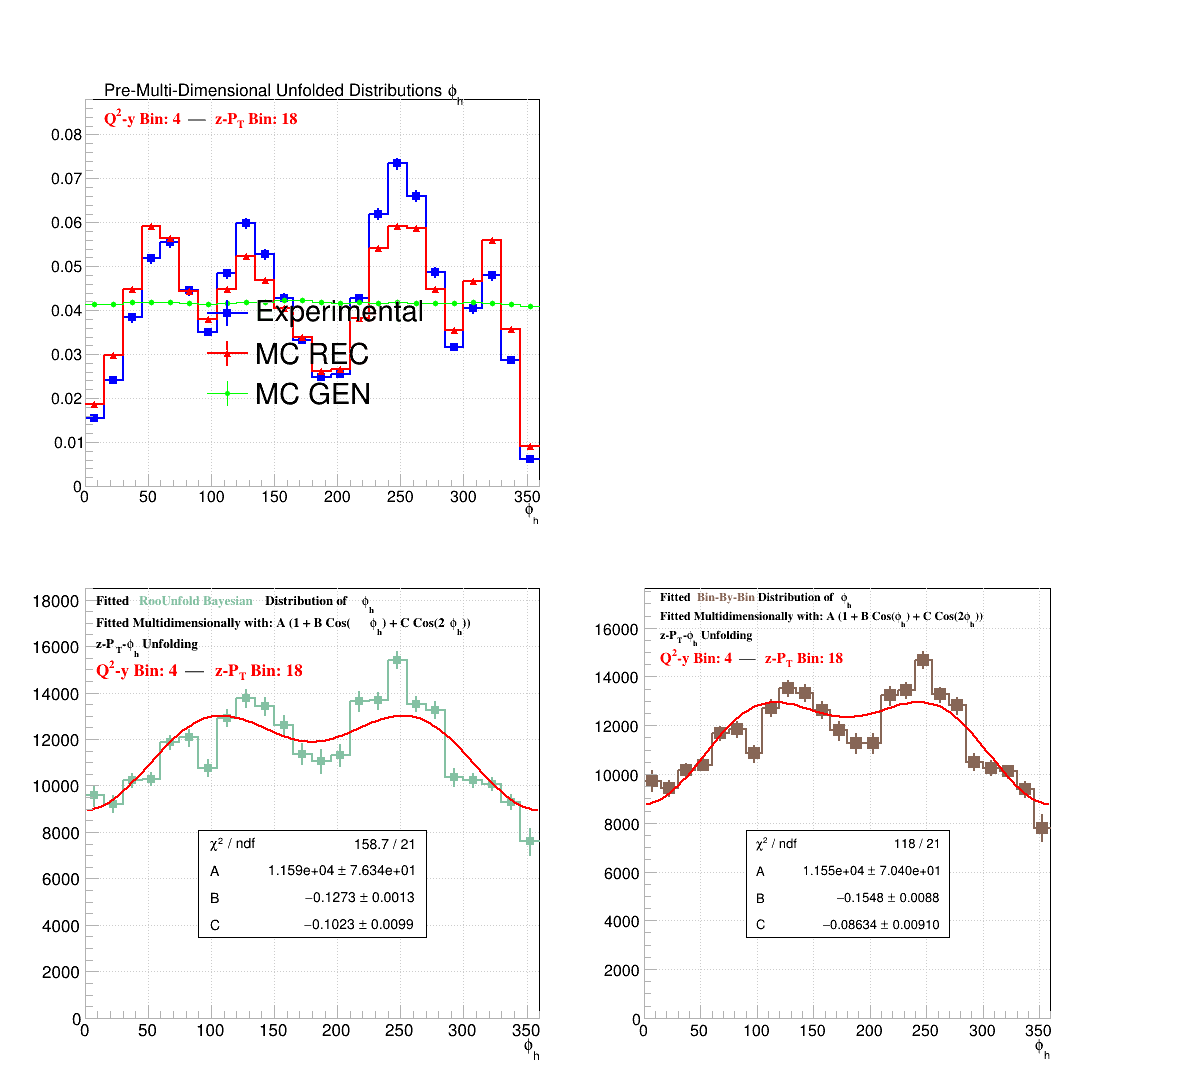 Pre-Multi-Dimensional Unfolded Distributions ϕh
Q2-y Bin: 4 — z-PT Bin: 18
0.08
0.07
0.06
0.05
0.04
0.03
0.02
0.01
0
Experimental
MC REC
MC GEN
0 50 100 150 200 250 300 350
ϕh
Fitted RooUnfold Bayesian Distribution of ϕh
Fitted Multidimensionally with: A (1 + B Cos( ϕh) + C Cos(2 ϕh))
z-PT-ϕh Unfolding
Q2-y Bin: 4 — z-PT Bin: 18
18000
16000
14000
12000
10000
8000
6000
4000
2000
0
χ2 / ndf 158.7 / 21
A 1.159e+04 ± 7.634e+01
B −0.1273 ± 0.0013
C −0.1023 ± 0.0099
0 50 100 150 200 250 300 350
ϕh
Fitted Bin-By-Bin Distribution of ϕh
Fitted Multidimensionally with: A (1 + B Cos(ϕh) + C Cos(2ϕh))
z-PT-ϕh Unfolding
Q2-y Bin: 4 — z-PT Bin: 18
16000
14000
12000
10000
8000
6000
4000
2000
0
χ2 / ndf 118 / 21
A 1.155e+04 ± 7.040e+01
B −0.1548 ± 0.0088
C −0.08634 ± 0.00910
0 50 100 150 200 250 300 350
ϕh